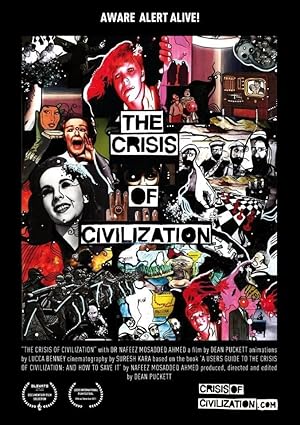 AWARE ALERT ALIVE!
THE
CRISIS
OF
CIVILIZATION
"THE CRISIS OF CIVILIZATION" with DR NAFEEZ MOSADDEQ AHMED a film by DEAN PUCKETT animations
by LUCCA BENNEY cinematography by SURESH KARA based on the book "A USERS GUIDE TO THE CRISIS
OF CIVILIZATION: AND HOW TO SAVE IT" by NAFEEZ MOSADDEQ AHMED produced, directed and edited
by DEAN PUCKETT
CRISIS OF
CIVILIZATION.COM